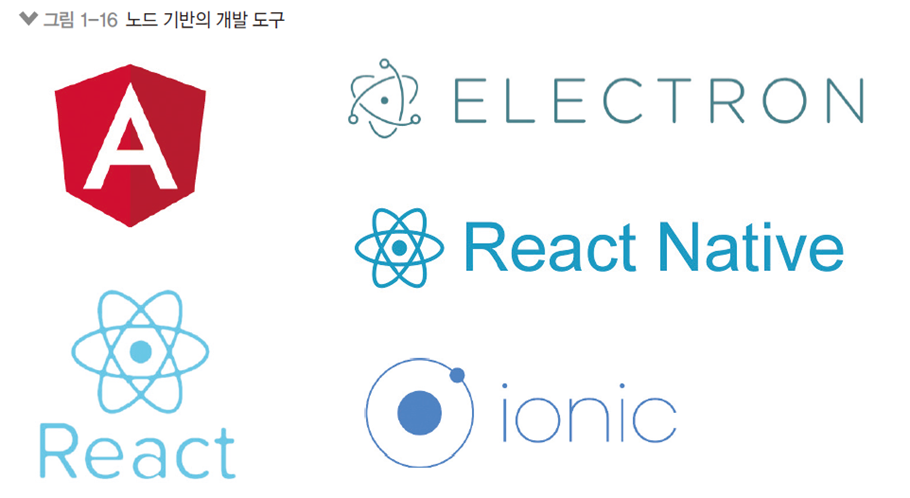 그림 1-16 노드 기반의 개발 도구
A
ELECTRON
React Native
React
ionic